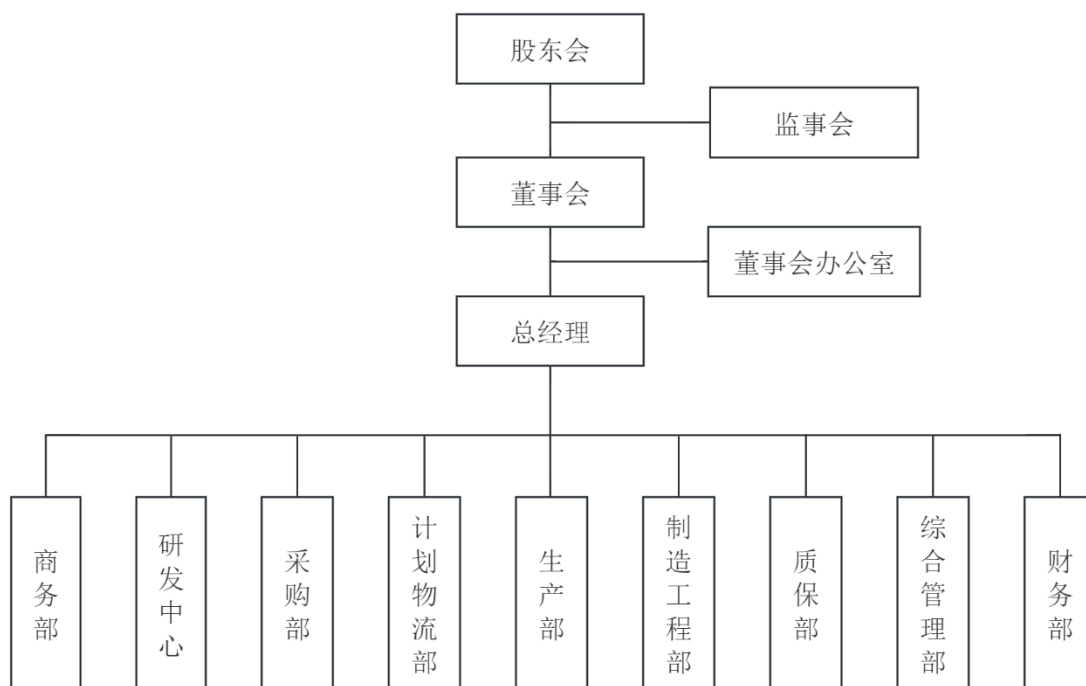 股东会
监事会
董事会
董事会办公室
总经理
商务部
研发中心
采购部
计划物流部
生产部
制造工程部
质保部
综合管理部
财务部